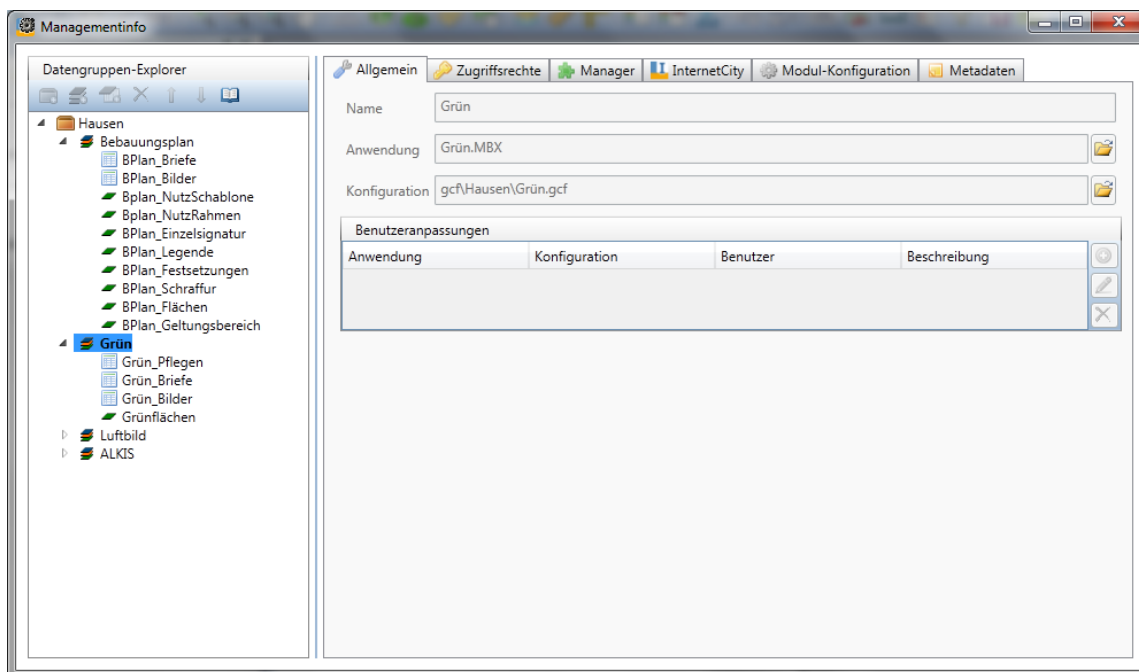 Managementinfo
Datengruppen-Explorer
Hausen
Bebauungsplan
BPlan_Briefe
BPlan_Bilder
Bplan_NutzSchablone
Bplan_NutzRahmen
BPlan_Einzelsignatur
BPlan_Legende
BPlan_Festsetzungen
BPlan_Schraffur
BPlan_Flächen
BPlan_Geltungsbereich
Grün
Grün_Pflegen
Grün_Briefe
Grün_Bilder
Grünflächen
Luftbild
ALKIS
Allgemein Zugriffsrechte Manager InternetCity Modul-Konfiguration Metadaten
Name Grün
Anwendung Grün.MBX
Konfiguration gcf\Hausen\Grün.gcf
Benutzeranpassungen
Anwendung Konfiguration Benutzer Beschreibung